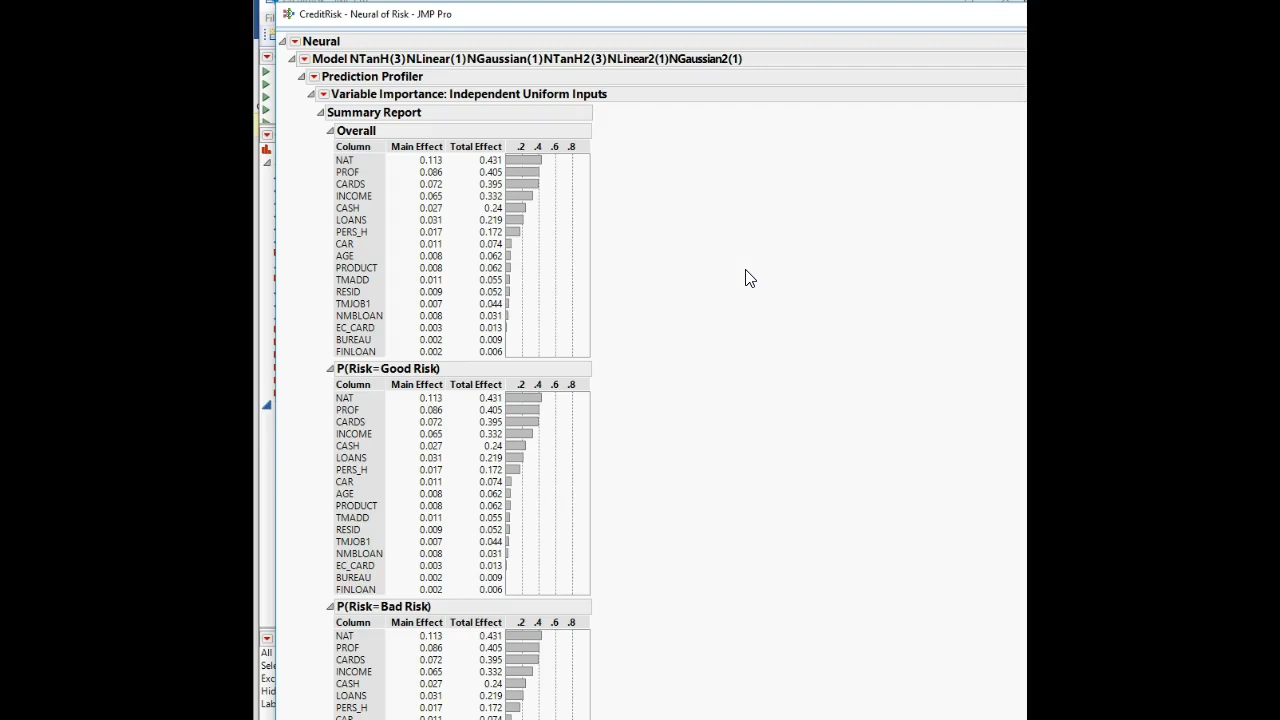 CreditRisk - Neural of Risk - JMP Pro
Neural
Model NTanH(3)NLinear(1)NGaussian(1)NTanH2(3)NLinear2(1)NGaussian2(1)
Prediction Profiler
Variable Importance: Independent Uniform Inputs
Summary Report
Overall
Column Main Effect Total Effect .2 .4 .6 .8
NAT 0.113 0.431
PROF 0.086 0.405
CARDS 0.072 0.395
INCOME 0.065 0.332
CASH 0.027 0.24
LOANS 0.031 0.219
PERS_H 0.017 0.172
CAR 0.011 0.074
AGE 0.008 0.062
PRODUCT 0.008 0.062
TMADD 0.011 0.055
RESID 0.009 0.052
TMJOB1 0.007 0.044
NMBLOAN 0.008 0.031
EC_CARD 0.003 0.013
BUREAU 0.002 0.009
FINLOAN 0.002 0.006
P(Risk=Good Risk)
Column Main Effect Total Effect .2 .4 .6 .8
NAT 0.113 0.431
PROF 0.086 0.405
CARDS 0.072 0.395
INCOME 0.065 0.332
CASH 0.027 0.24
LOANS 0.031 0.219
PERS_H 0.017 0.172
CAR 0.011 0.074
AGE 0.008 0.062
PRODUCT 0.008 0.062
TMADD 0.011 0.055
RESID 0.009 0.052
TMJOB1 0.007 0.044
NMBLOAN 0.008 0.031
EC_CARD 0.003 0.013
BUREAU 0.002 0.009
FINLOAN 0.002 0.006
P(Risk=Bad Risk)
Column Main Effect Total Effect .2 .4 .6 .8
NAT 0.113 0.431
PROF 0.086 0.405
CARDS 0.072 0.395
INCOME 0.065 0.332
CASH 0.027 0.24
LOANS 0.031 0.219
PERS_H 0.017 0.172
CAR 0.011 0.074
All
Sele
Exc
Hid
Lab